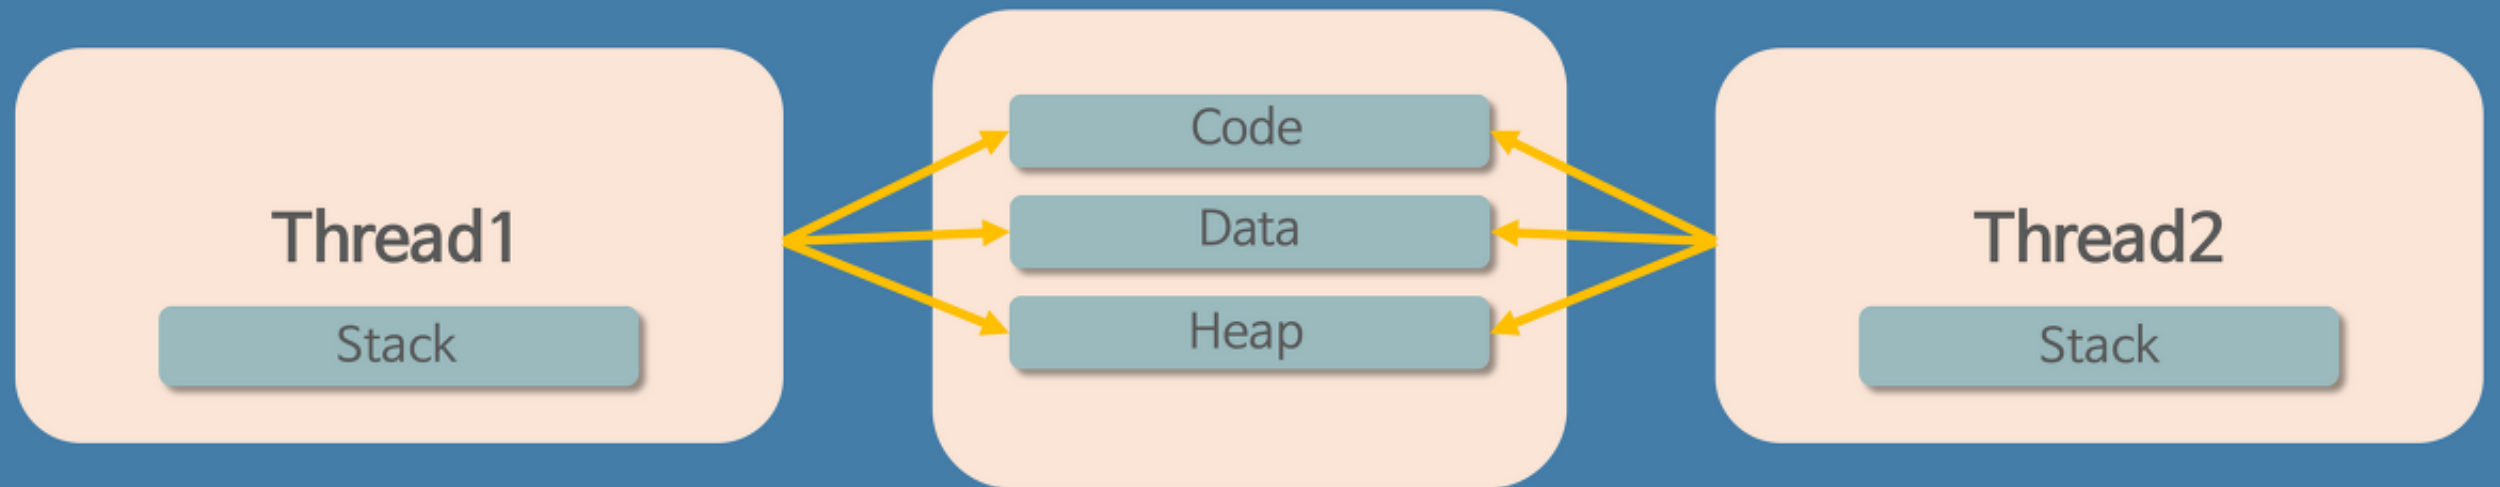 Thread1
Stack
Code
Data
Heap
Thread2
Stack